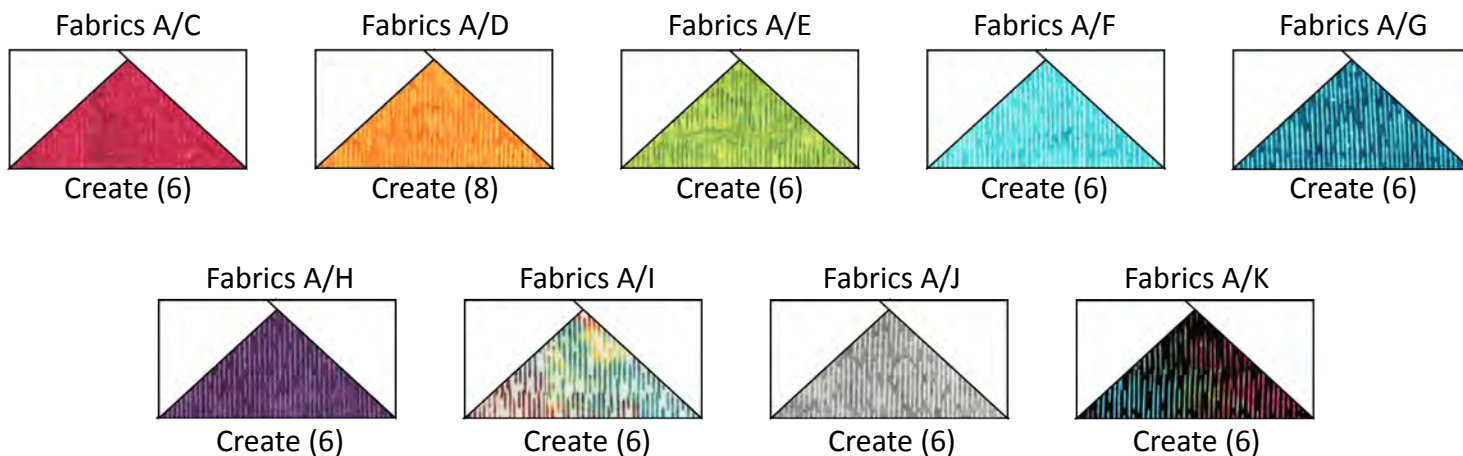 Fabrics A/C
Fabrics A/D
Fabrics A/E
Fabrics A/F
Fabrics A/G
Create (6)
Create (8)
Create (6)
Create (6)
Create (6)
Fabrics A/H
Fabrics A/I
Fabrics A/J
Fabrics A/K
Create (6)
Create (6)
Create (6)
Create (6)